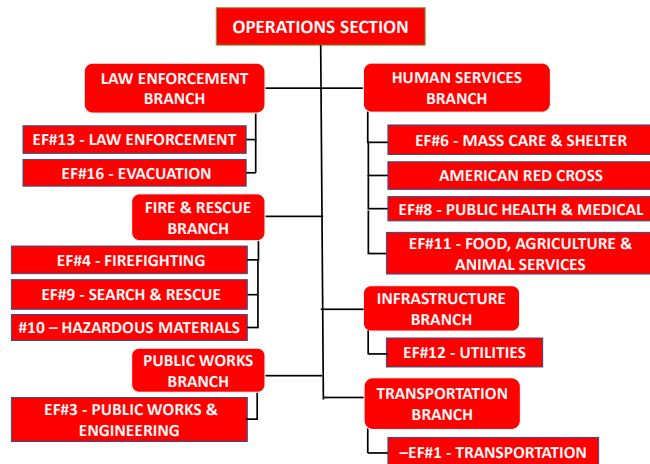 OPERATIONS SECTION
LAW ENFORCEMENT
BRANCH
EF#13 - LAW ENFORCEMENT
EF#16 - EVACUATION
FIRE & RESCUE
BRANCH
EF#4 - FIREFIGHTING
EF#9 - SEARCH & RESCUE
#10 – HAZARDOUS MATERIALS
PUBLIC WORKS
BRANCH
EF#3 - PUBLIC WORKS &
ENGINEERING
HUMAN SERVICES
BRANCH
EF#6 - MASS CARE & SHELTER
AMERICAN RED CROSS
EF#8 - PUBLIC HEALTH & MEDICAL
EF#11 - FOOD, AGRICULTURE &
ANIMAL SERVICES
INFRASTRUCTURE
BRANCH
EF#12 - UTILITIES
TRANSPORTATION
BRANCH
–EF#1 - TRANSPORTATION